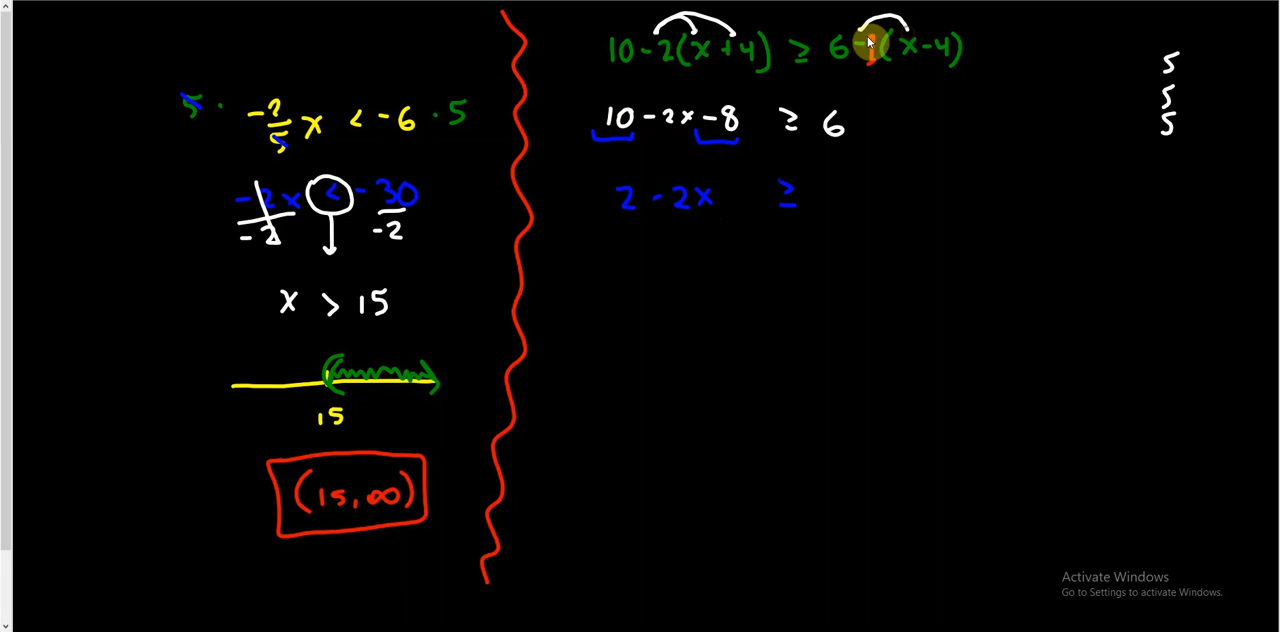 5 · -2/5 x < -6 · 5
-2x < -30
-2 -2
x > 15
15
(15, ∞)
10 - 2(x + 4) ≥ 6 - 1(x - 4)
10 - 2x - 8 ≥ 6
2 - 2x ≥
5
5
5
Activate Windows
Go to Settings to activate Windows.